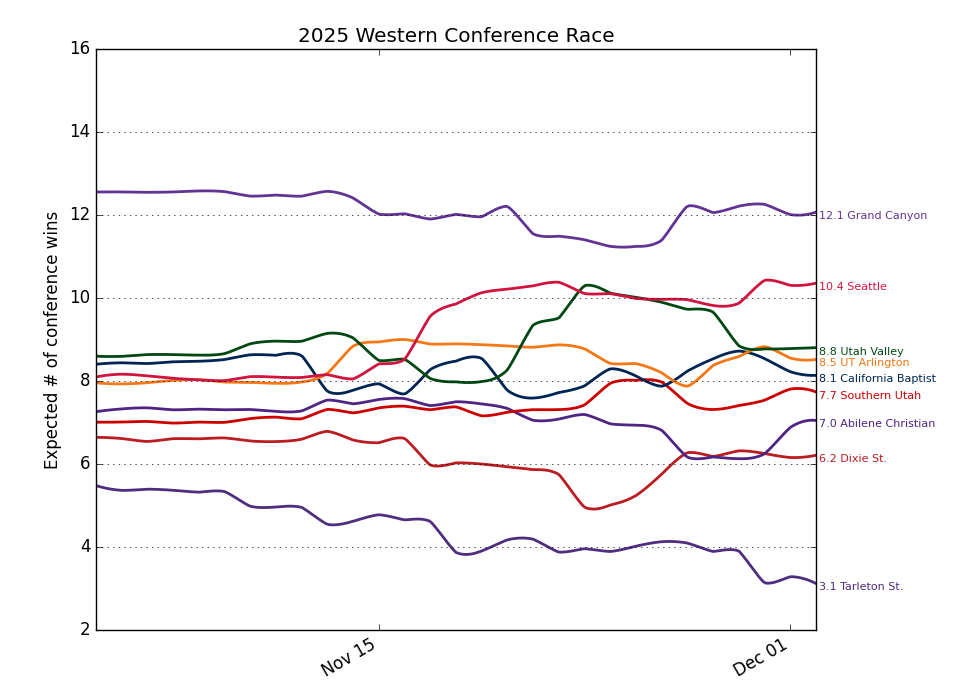 2025 Western Conference Race
Expected # of conference wins
16
14
12
10
8
6
4
2
12.1 Grand Canyon
10.4 Seattle
8.8 Utah Valley
8.5 UT Arlington
8.1 California Baptist
7.7 Southern Utah
7.0 Abilene Christian
6.2 Dixie St.
3.1 Tarleton St.
Nov 15
Dec 01